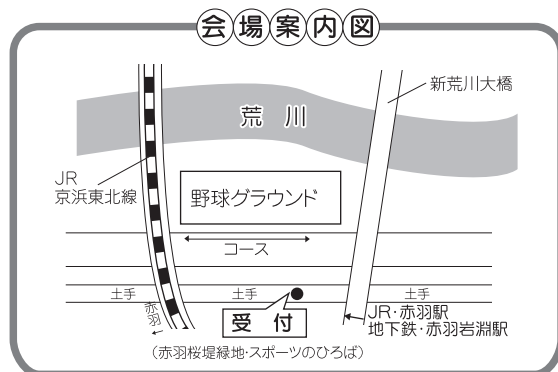 会場案内図
新荒川大橋
荒川
JR
京浜東北線
野球グラウンド
コース
土手
土手
土手
赤羽
←
受付
JR・赤羽駅
地下鉄・赤羽岩淵駅
(赤羽桜堤緑地・スポーツのひろば)